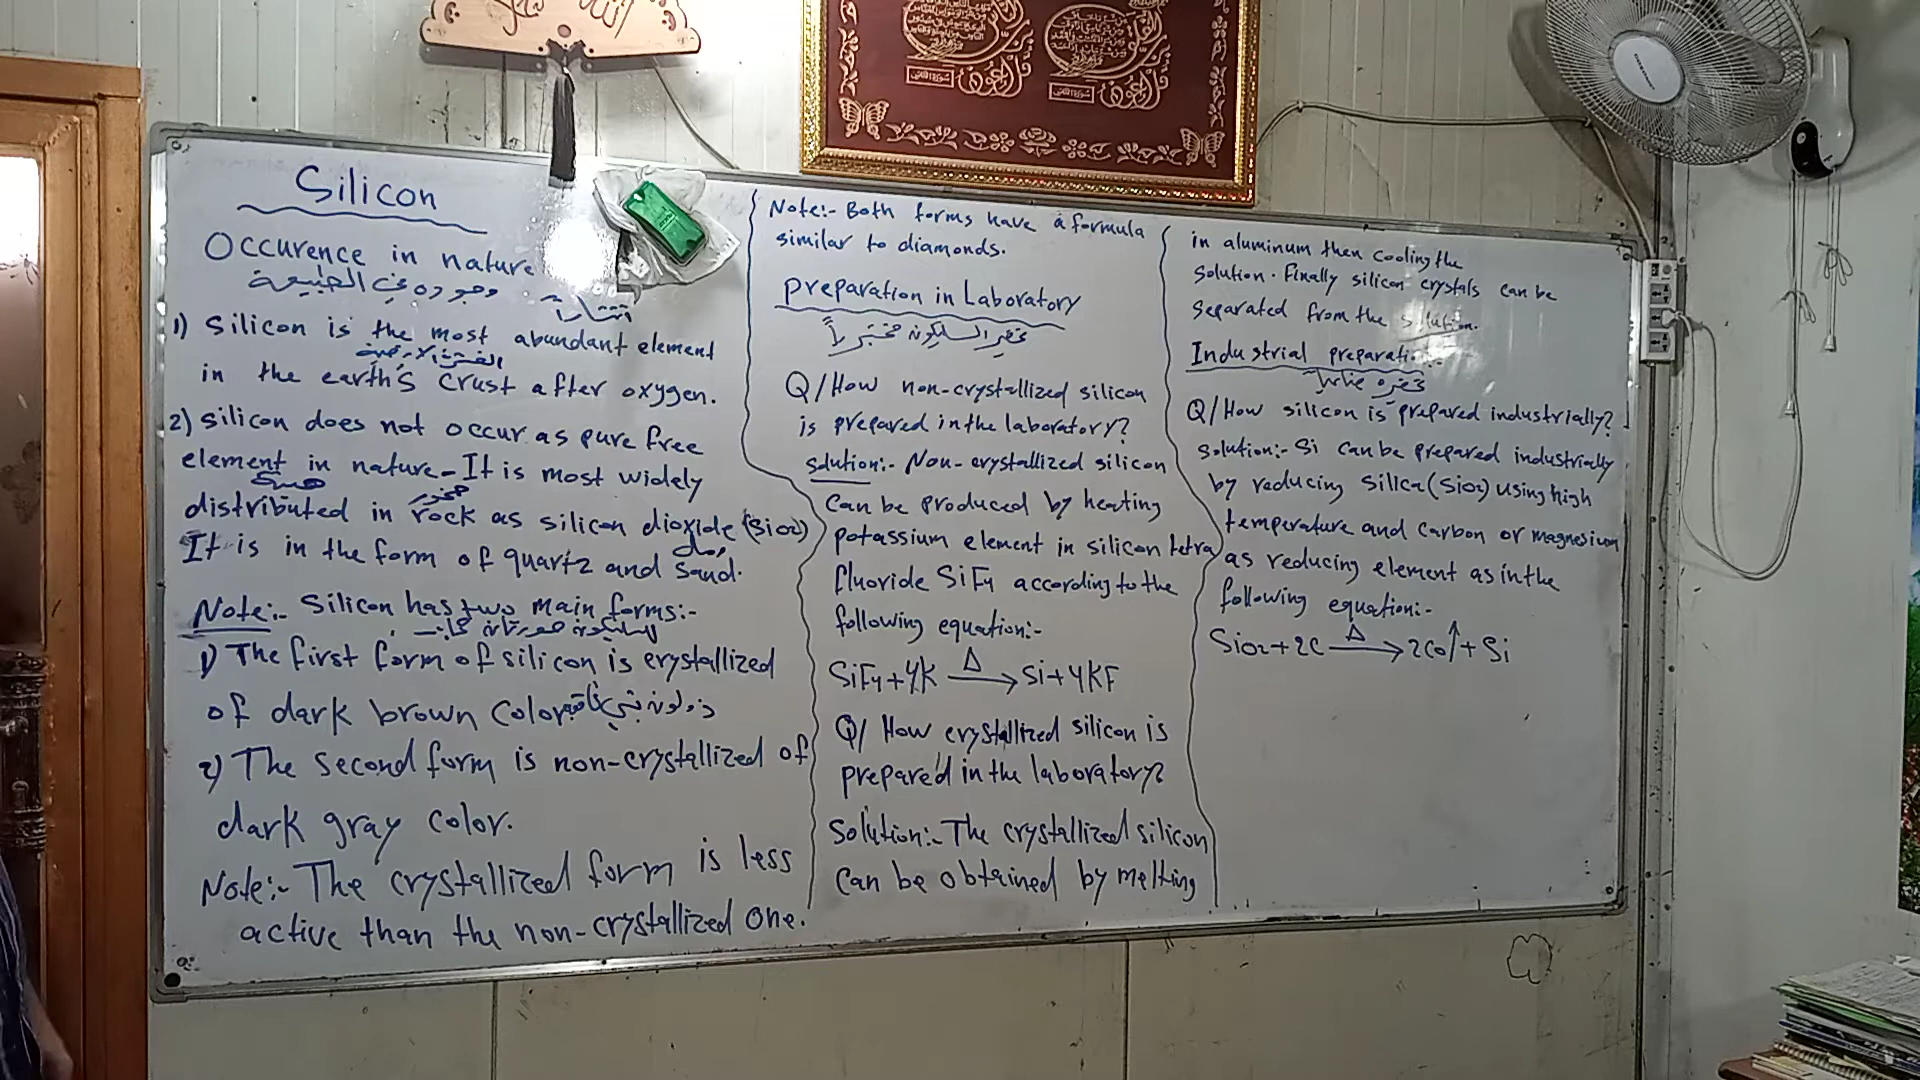 Silicon
Occurence in nature
وجوده في الطبيعة
انتشاراً
1) Silicon is the most abundant element
القشرة الارضية
in the earth's crust after oxygen.
2) silicon does not occur as pure free
element in nature - It is most widely
صخور
distributed in rock as silicon dioxide (Sio2)
It is in the form of quartz and sand.
رمل
Note:- Silicon has two main forms:-
1) The first form of silicon is crystallized
of dark brown color
2) The second form is non-crystallized of
dark gray color.
Note:- The crystallized form is less
active than the non-crystallized one.
Note:- Both forms have a formula
similar to diamonds.
preparation in Laboratory
تحضير السليكون مختبرياً
Q/ How non-crystallized silicon
is prepared in the laboratory?
solution:- Non-crystallized silicon
Can be produced by heating
potassium element in silicon tetra
fluoride SiF4 according to the
following equation:-
SiF4 + 4K Δ→ Si + 4KF
Q/ How crystallized silicon is
prepared in the laboratory?
Solution:- The crystallized silicon
can be obtained by melting
in aluminum then cooling the
solution. Finally silicon crystals can be
separated from the solution.
Industrial preparation
Q/ How silicon is prepared industrially?
solution:- Si can be prepared industrially
by reducing silica (Sio2) using high
temperature and carbon or magnesium
as reducing element as in the
following equation:-
Sio2 + 2C Δ→ 2Co↑ + Si